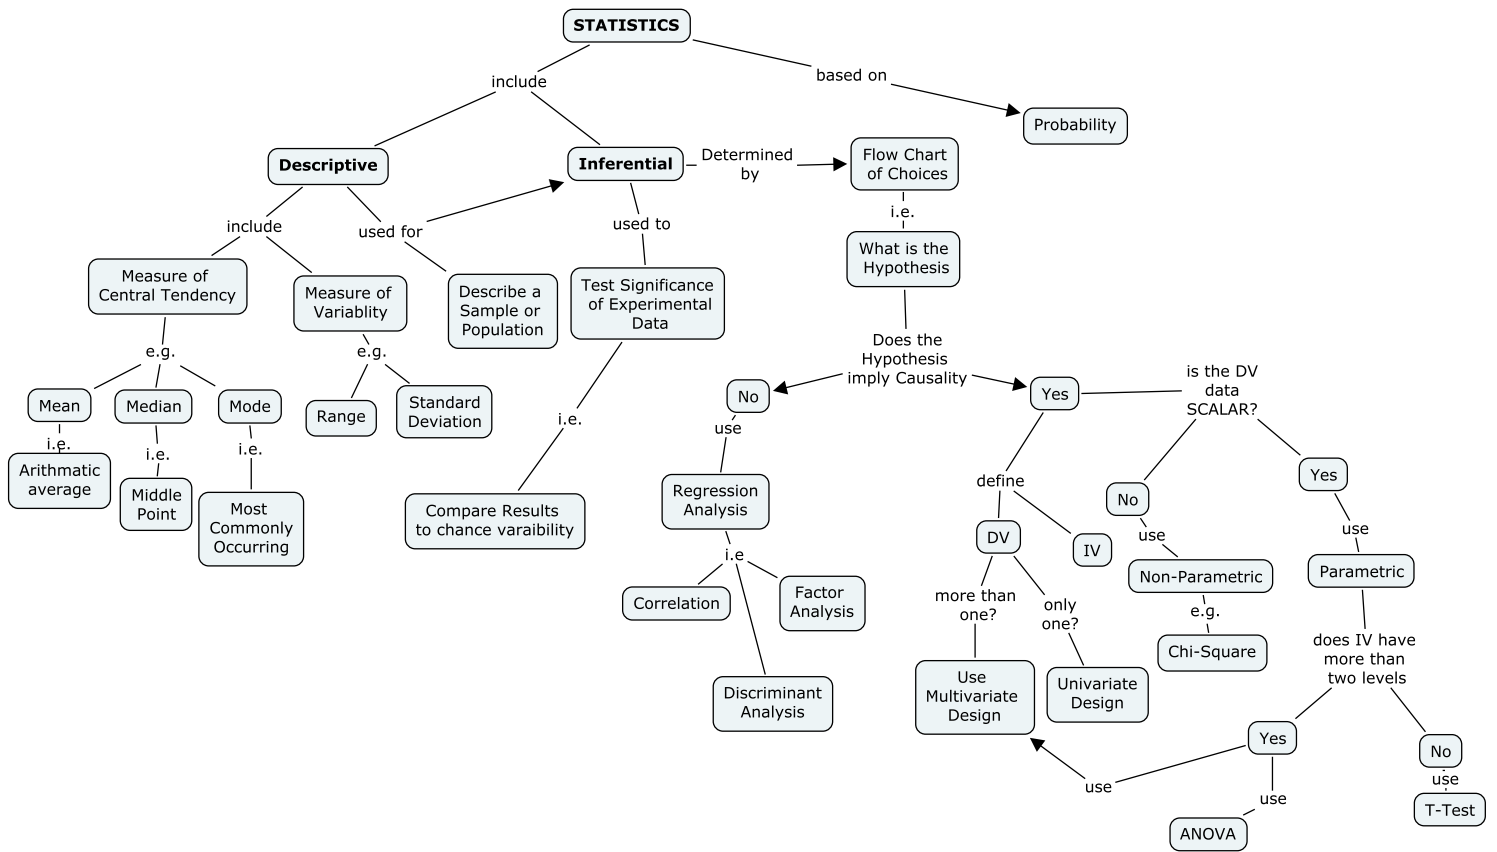 STATISTICS
include
based on
Probability
Descriptive
Inferential
Determined
by
Flow Chart
of Choices
include
used for
used to
i.e.
Measure of
Central Tendency
Measure of
Variablity
Describe a
Sample or
Population
Test Significance
of Experimental
Data
What is the
Hypothesis
e.g.
e.g.
Does the
Hypothesis
imply Causality
is the DV
data
SCALAR?
Mean
Median
Mode
Range
Standard
Deviation
No
Yes
i.e.
i.e.
i.e.
i.e.
use
Arithmatic
average
Middle
Point
Most
Commonly
Occurring
Compare Results
to chance varaibility
Regression
Analysis
define
No
Yes
DV
IV
use
use
i.e
Non-Parametric
Parametric
Correlation
Factor
Analysis
more than
one?
only
one?
e.g.
Chi-Square
does IV have
more than
two levels
Discriminant
Analysis
Use
Multivariate
Design
Univariate
Design
Yes
No
use
use
use
ANOVA
T-Test